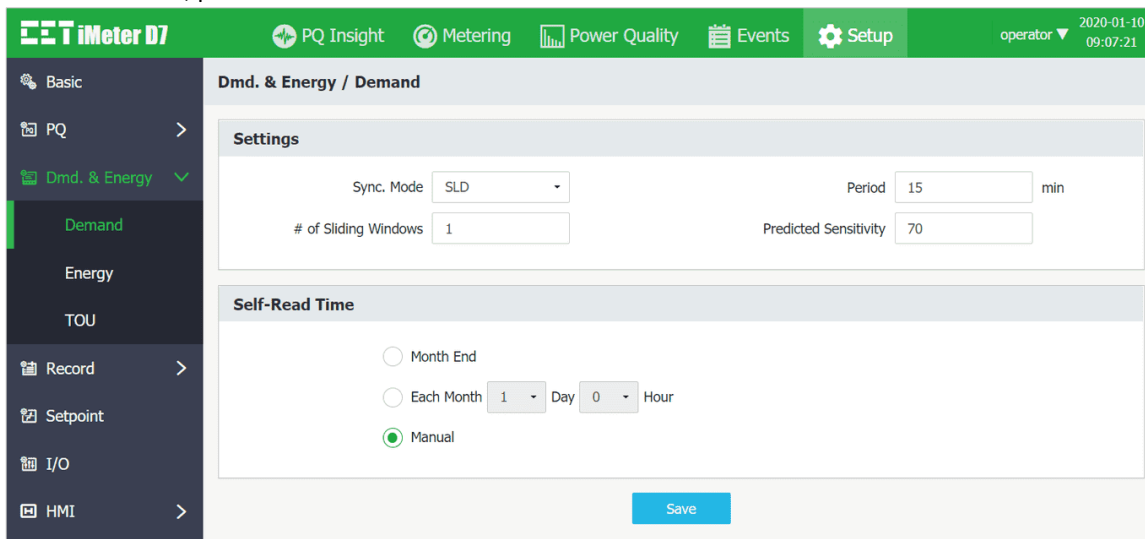 CET iMeter D7
PQ Insight Metering Power Quality Events Setup operator▼ 2020-01-10
09:07:21
Basic
PQ
Dmd. & Energy
Demand
Energy
TOU
Record
Setpoint
I/O
HMI
Dmd. & Energy / Demand
Settings
Sync. Mode SLD Period 15 min
# of Sliding Windows 1 Predicted Sensitivity 70
Self-Read Time
Month End
Each Month 1 Day 0 Hour
Manual
Save